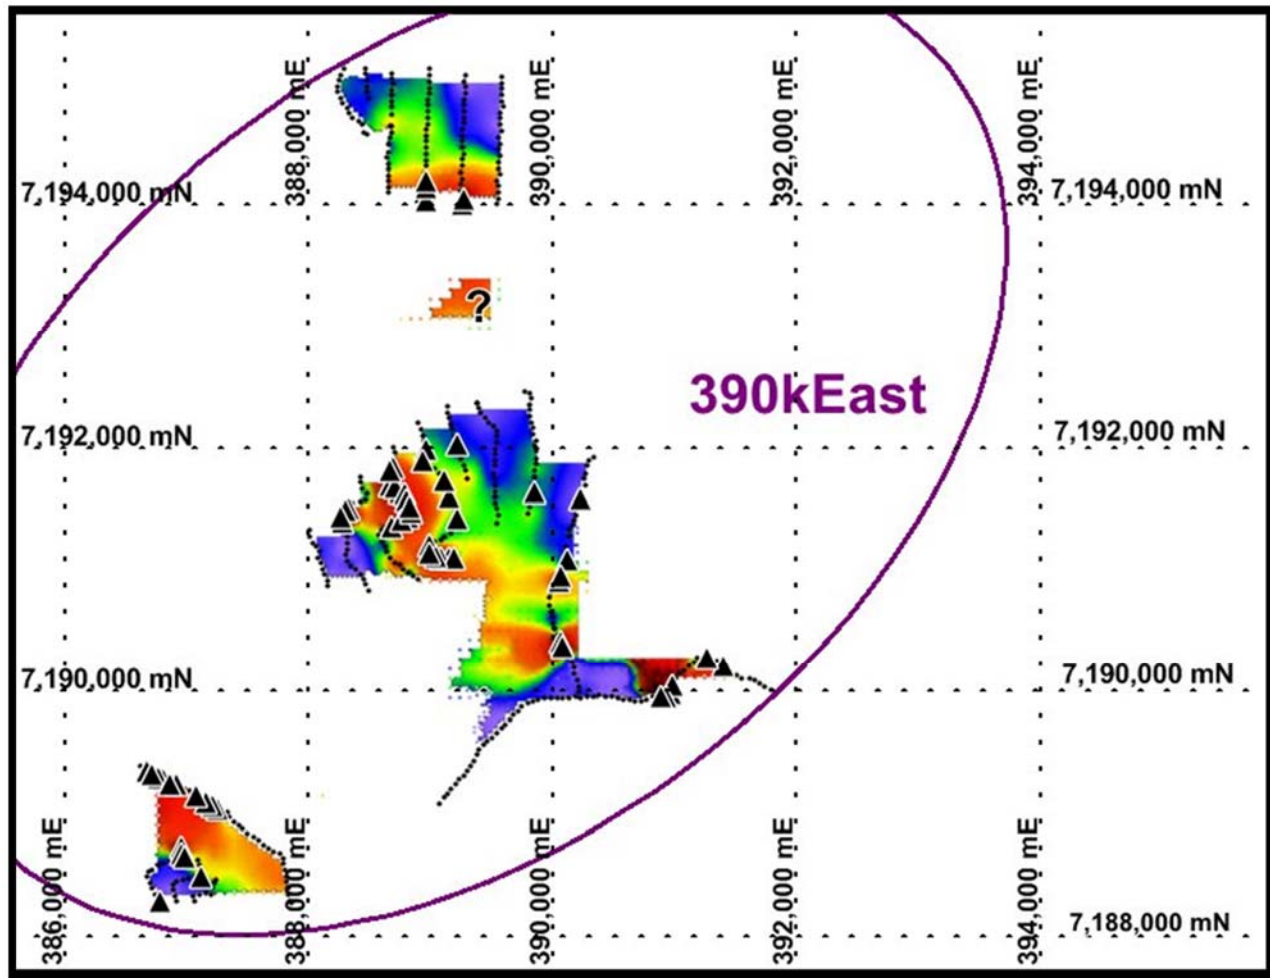 388,000 mE
390,000 mE
392,000 mE
394,000 mE
7,194,000 mN
7,194,000 mN
?
390kEast
7,192,000 mN
7,192,000 mN
7,190,000 mN
7,190,000 mN
386,000 mE
388,000 mE
390,000 mE
392,000 mE
394,000 mE
7,188,000 mN